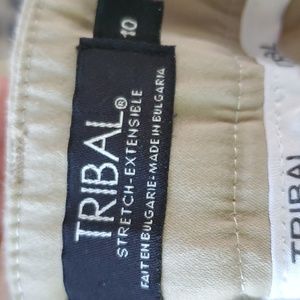 TRIBAL®
STRETCH-EXTENSIBLE
FAIT EN BULGARIE-MADE IN BULGARIA
10
TRIBAL